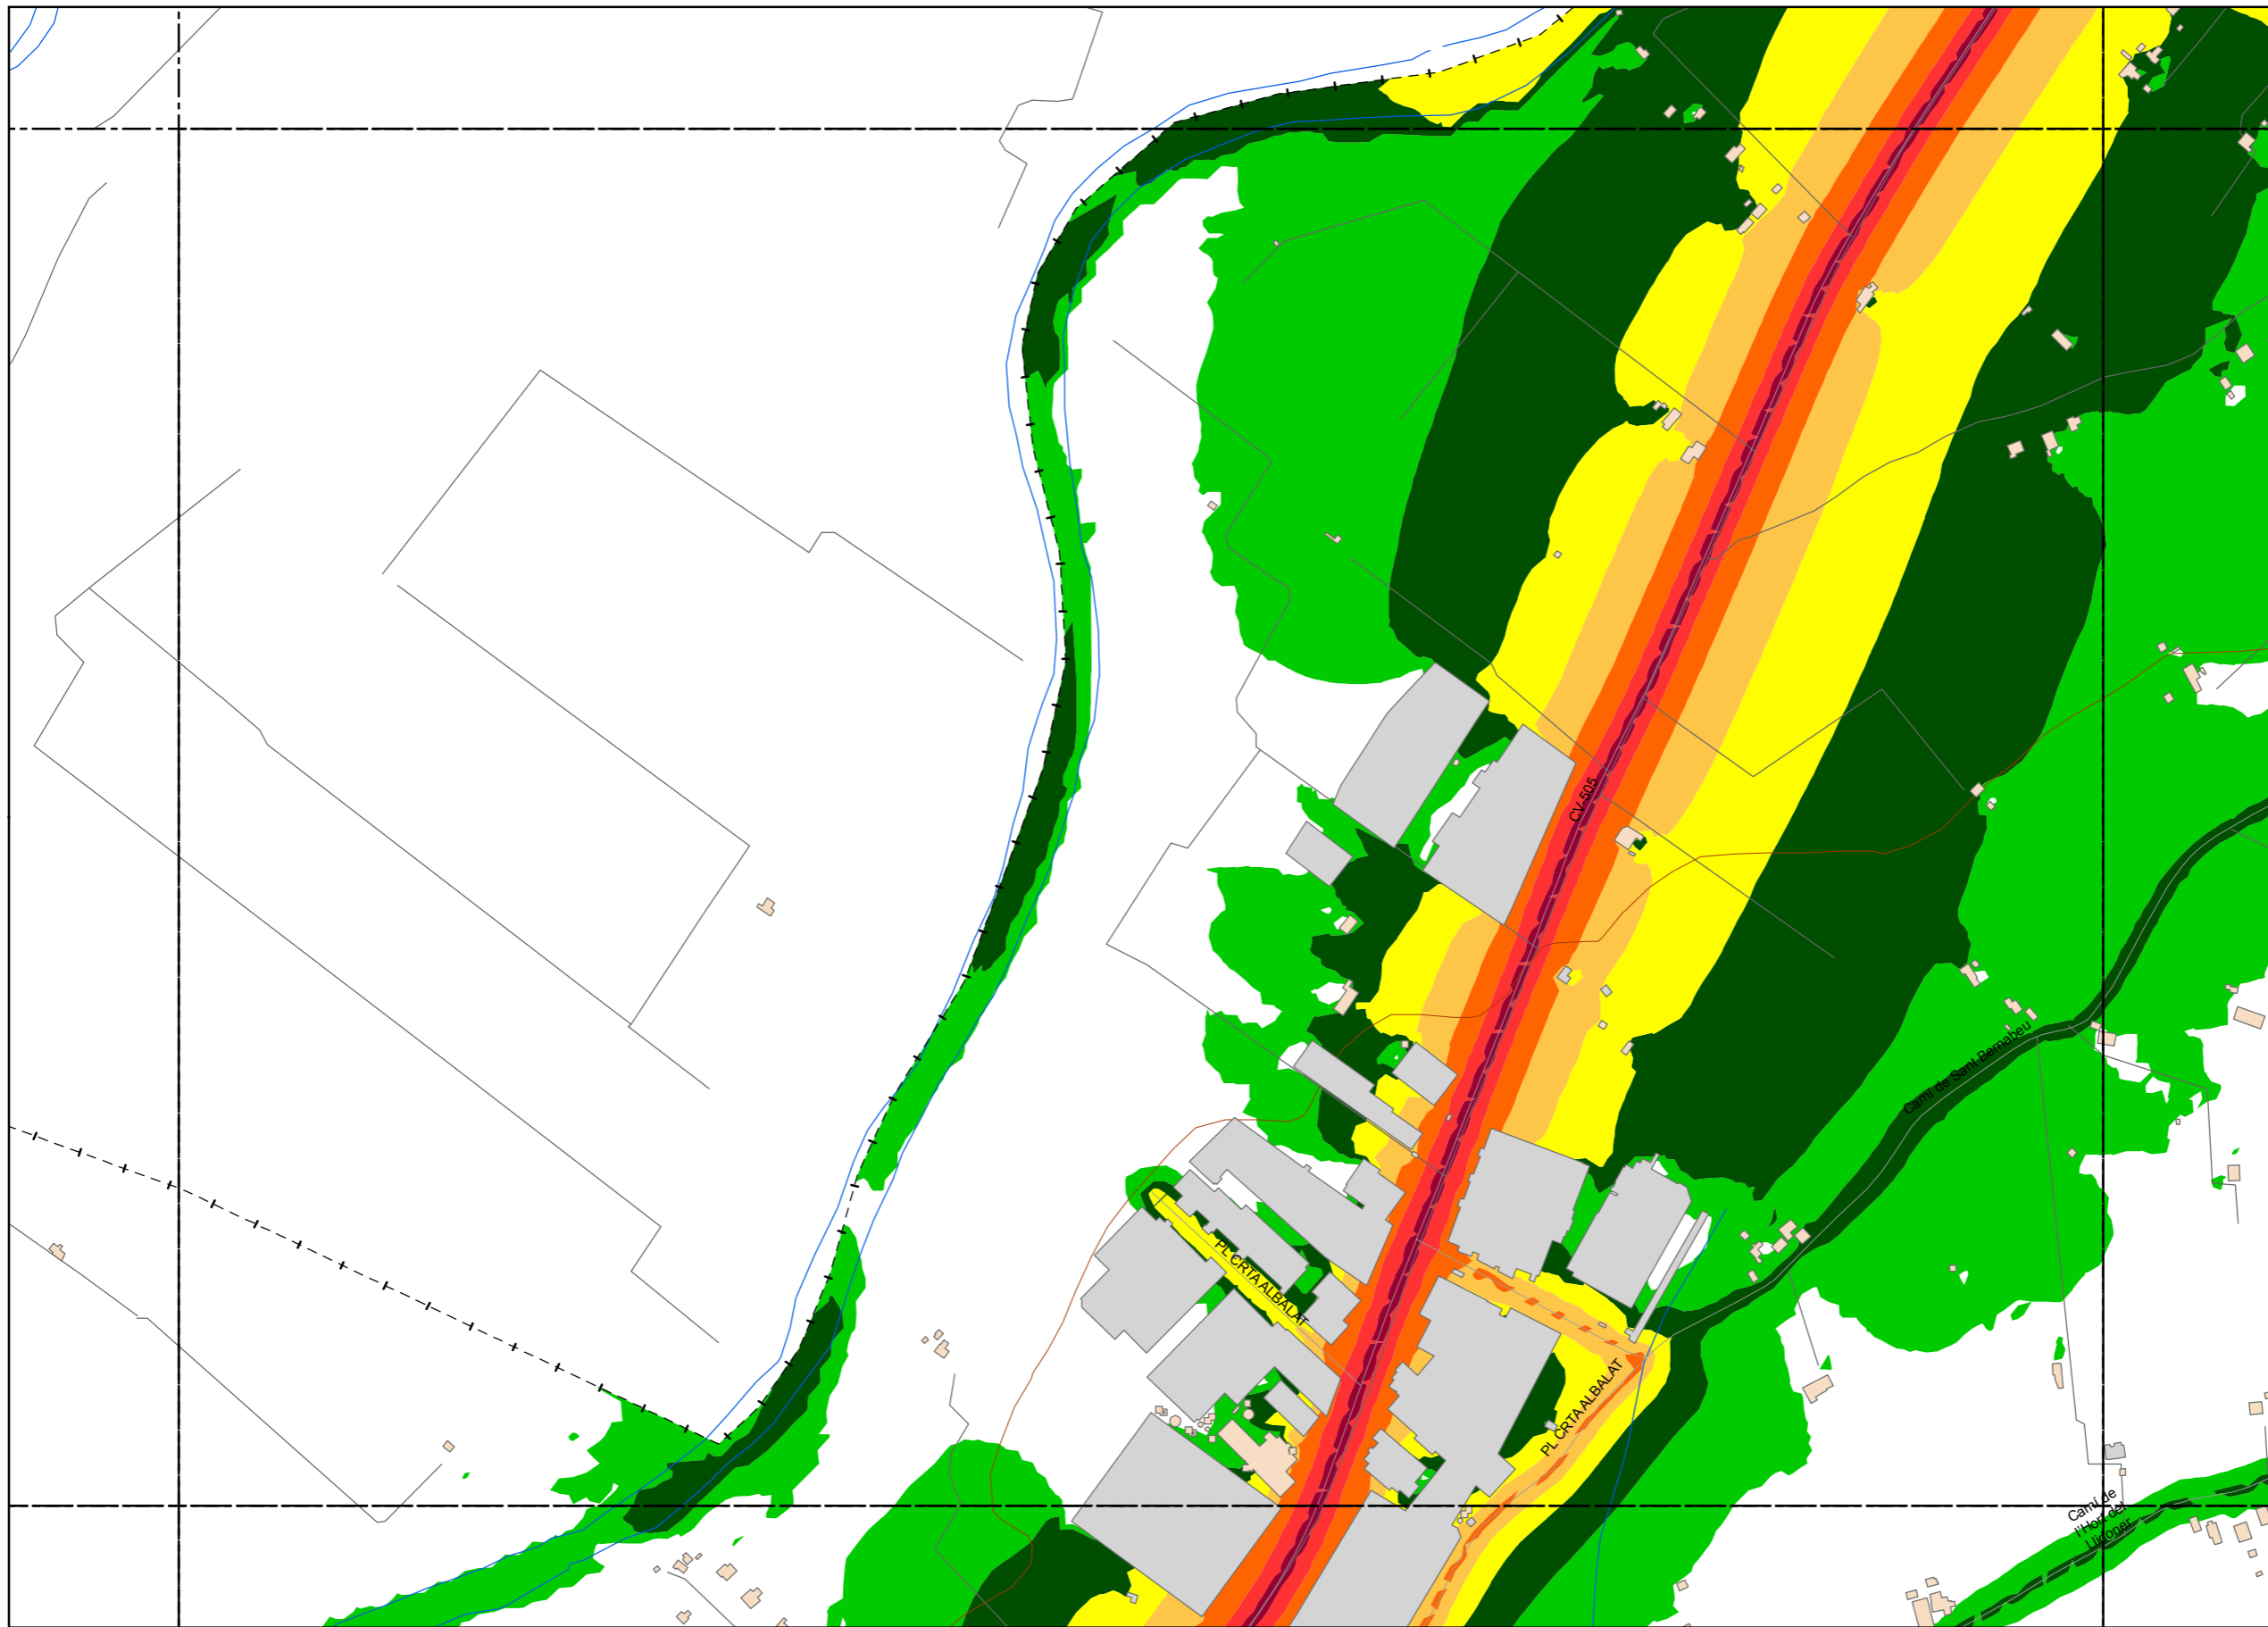 CV-505
Camí de Sant Bernabeu
PL CRTA ALBALAT
PL CRTA ALBALAT
Camí de
l'Hort del
Llidoner